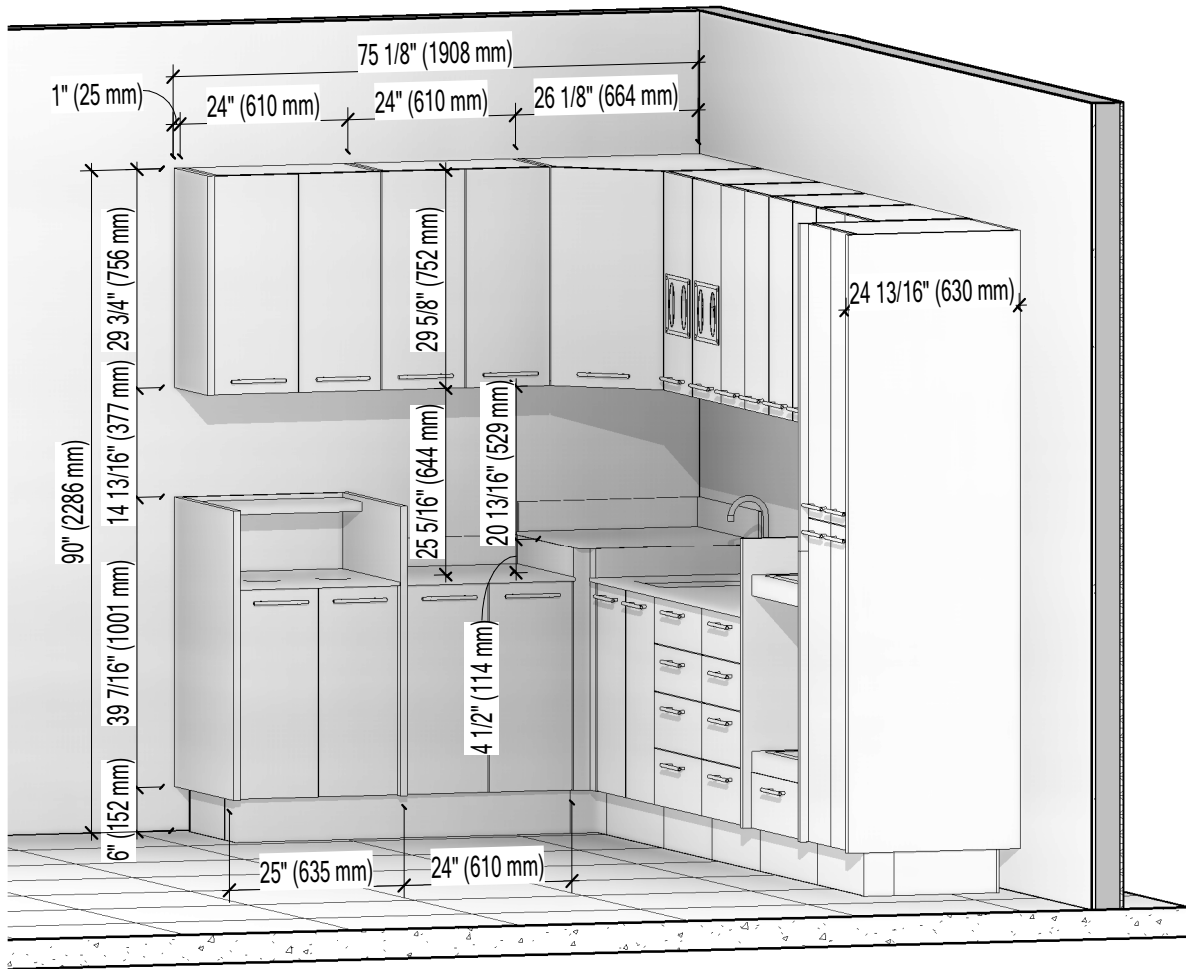 75 1/8" (1908 mm)
1" (25 mm)
24" (610 mm)
24" (610 mm)
26 1/8" (664 mm)
29 3/4" (756 mm)
29 5/8" (752 mm)
24 13/16" (630 mm)
14 13/16" (377 mm)
90" (2286 mm)
25 5/16" (644 mm)
20 13/16" (529 mm)
39 7/16" (1001 mm)
4 1/2" (114 mm)
6" (152 mm)
25" (635 mm)
24" (610 mm)